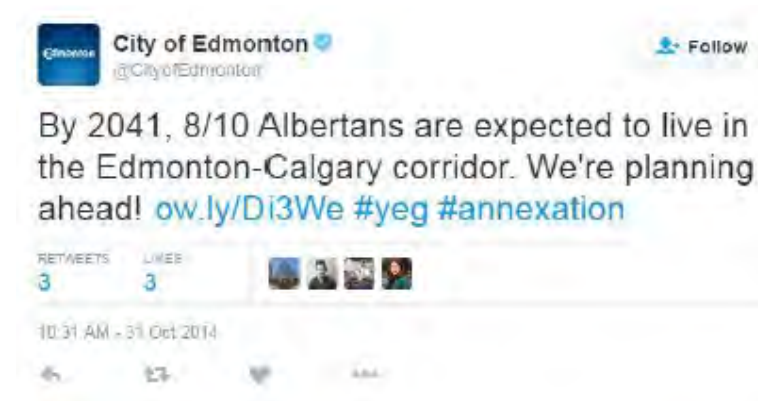 Edmonton
City of Edmonton
@CityofEdmonton
Follow
By 2041, 8/10 Albertans are expected to live in
the Edmonton-Calgary corridor. We're planning
ahead! ow.ly/Di3We #yeg #annexation
RETWEETS LIKES
3 3
10:31 AM - 31 Oct 2014